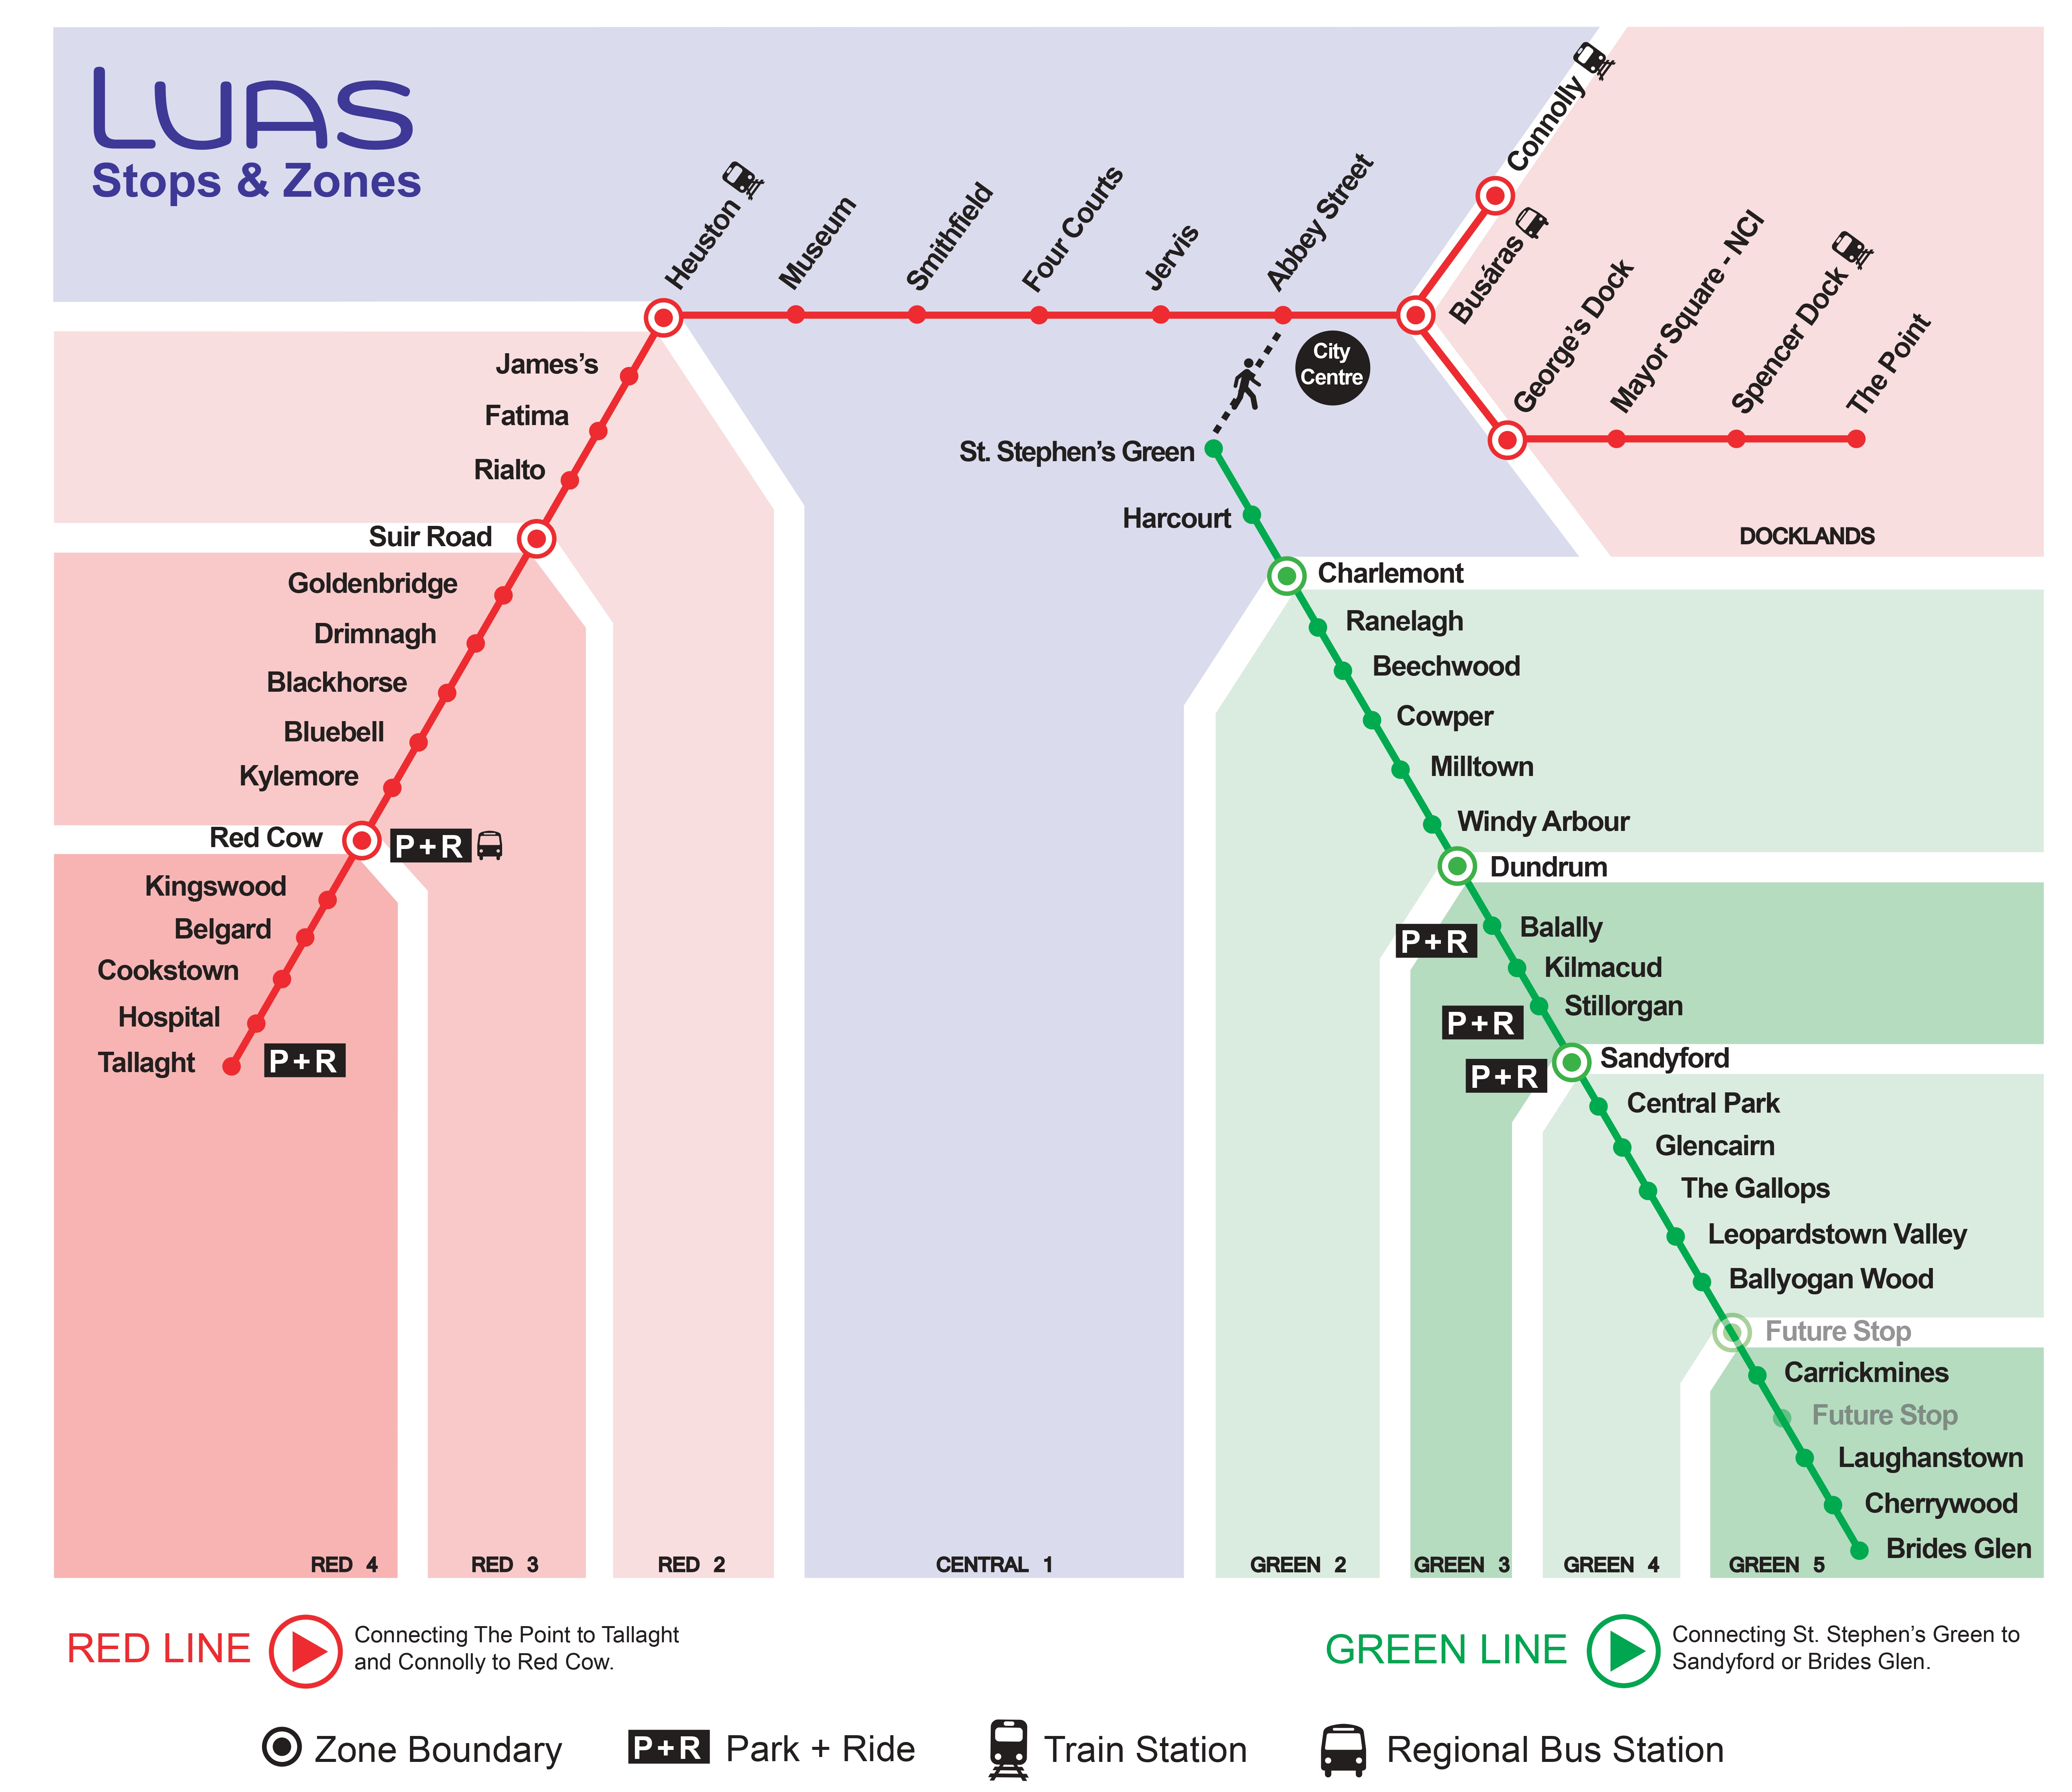 LUAS
Stops & Zones
Heuston
Museum
Smithfield
Four Courts
Jervis
Abbey Street
Connolly
Busáras
George's Dock
Mayor Square - NCI
Spencer Dock
The Point
City
Centre
DOCKLANDS
James's
Fatima
Rialto
Suir Road
Goldenbridge
Drimnagh
Blackhorse
Bluebell
Kylemore
Red Cow
P+R
Kingswood
Belgard
Cookstown
Hospital
Tallaght
P+R
St. Stephen's Green
Harcourt
Charlemont
Ranelagh
Beechwood
Cowper
Milltown
Windy Arbour
Dundrum
Balally
P+R
Kilmacud
Stillorgan
P+R
Sandyford
P+R
Central Park
Glencairn
The Gallops
Leopardstown Valley
Ballyogan Wood
Future Stop
Carrickmines
Future Stop
Laughanstown
Cherrywood
Brides Glen
RED 4
RED 3
RED 2
CENTRAL 1
GREEN 2
GREEN 3
GREEN 4
GREEN 5
RED LINE
Connecting The Point to Tallaght
and Connolly to Red Cow.
GREEN LINE
Connecting St. Stephen's Green to
Sandyford or Brides Glen.
Zone Boundary
P+R Park + Ride
Train Station
Regional Bus Station